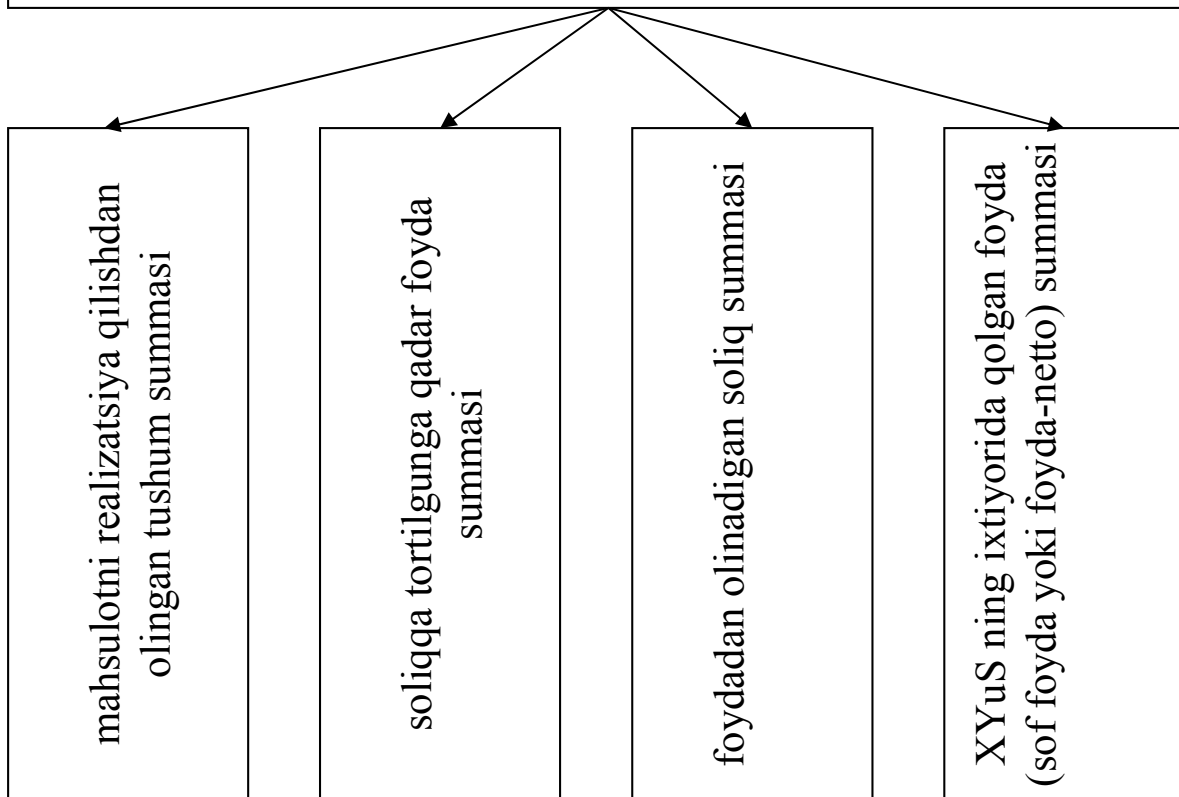 mahsulotni realizatsiya qilishdan
olingan tushum summasi
soliqqa tortilgunga qadar foyda
summasi
foydadan olinadigan soliq summasi
XYuS ning ixtiyorida qolgan foyda
(sof foyda yoki foyda-netto) summasi